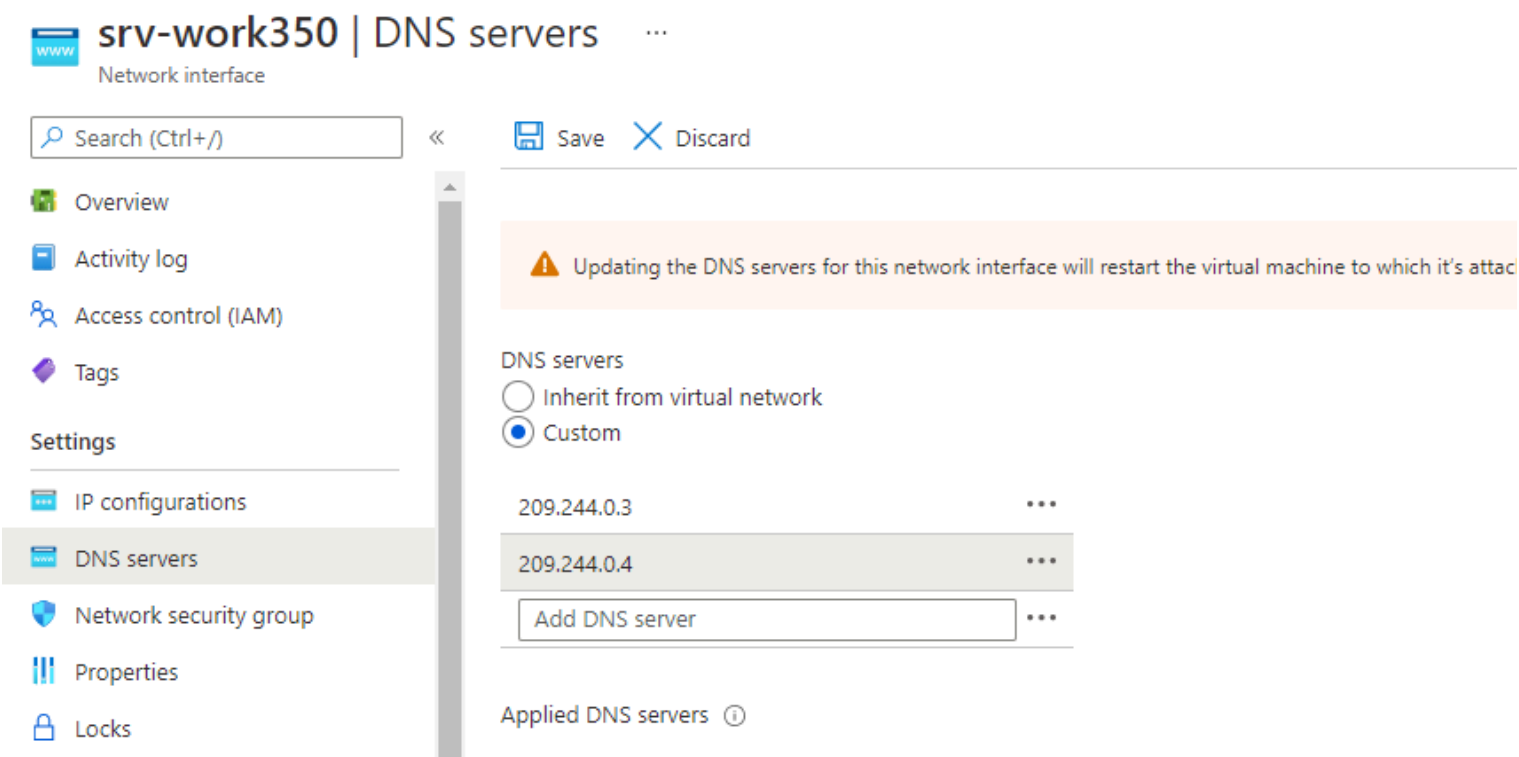 srv-work350 | DNS servers ...
www
Network interface
Search (Ctrl+/)
«
Save
Discard
Overview
Activity log
Access control (IAM)
Tags
Settings
IP configurations
DNS servers
Network security group
Properties
Locks
Updating the DNS servers for this network interface will restart the virtual machine to which it's attac
DNS servers
Inherit from virtual network
Custom
209.244.0.3 ...
209.244.0.4 ...
Add DNS server ...
Applied DNS servers